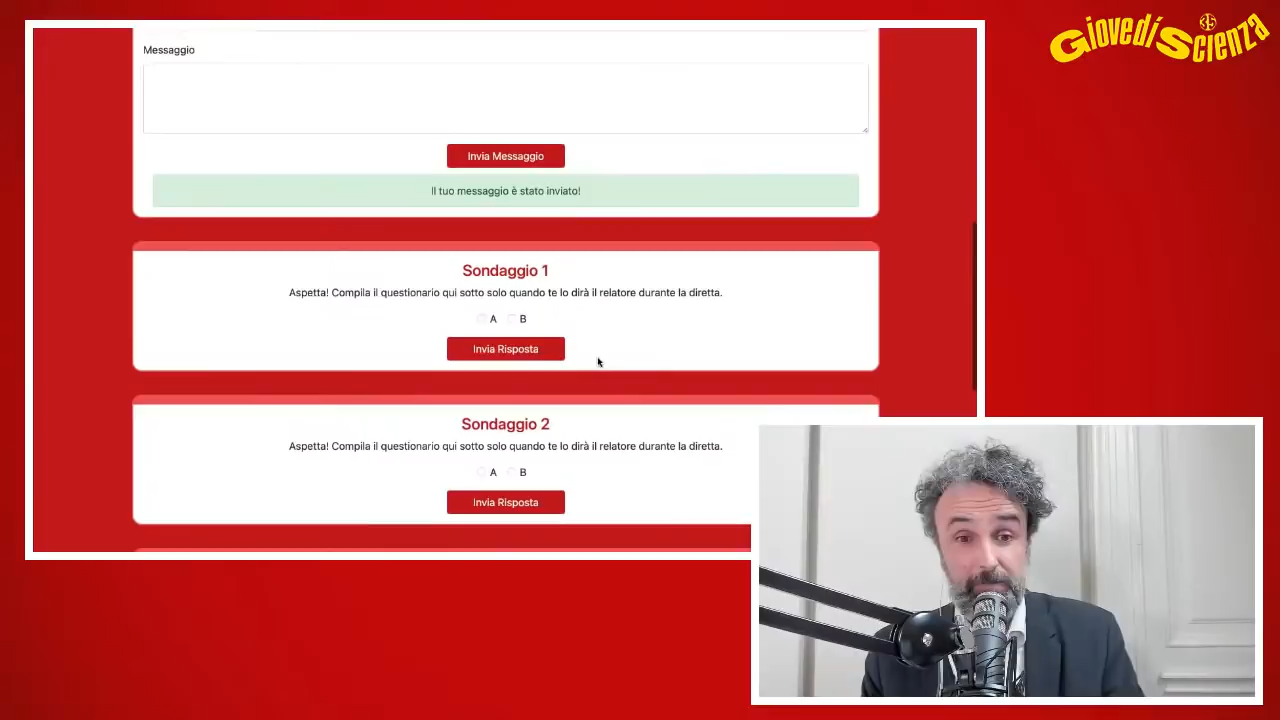 GiovedìScienza
35
Messaggio
Invia Messaggio
Il tuo messaggio è stato inviato!
Sondaggio 1
Aspetta! Compila il questionario qui sotto solo quando te lo dirà il relatore durante la diretta.
A B
Invia Risposta
Sondaggio 2
Aspetta! Compila il questionario qui sotto solo quando te lo dirà il relatore durante la diretta.
A B
Invia Risposta